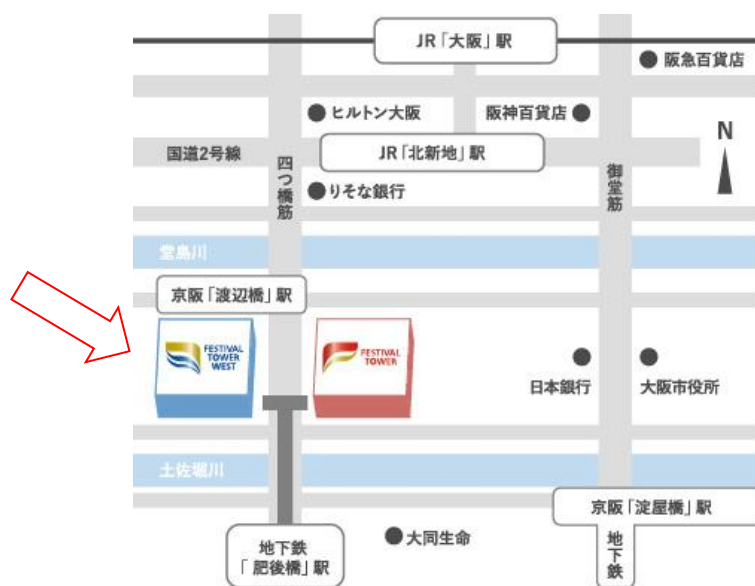 JR「大阪」駅
阪急百貨店
ヒルトン大阪
阪神百貨店
N
国道2号線
JR「北新地」駅
四つ橋筋
御堂筋
りそな銀行
堂島川
京阪「渡辺橋」駅
FESTIVAL
TOWER
WEST
FESTIVAL
TOWER
日本銀行
大阪市役所
土佐堀川
京阪「淀屋橋」駅
大同生命
地下鉄
「肥後橋」駅
地下鉄